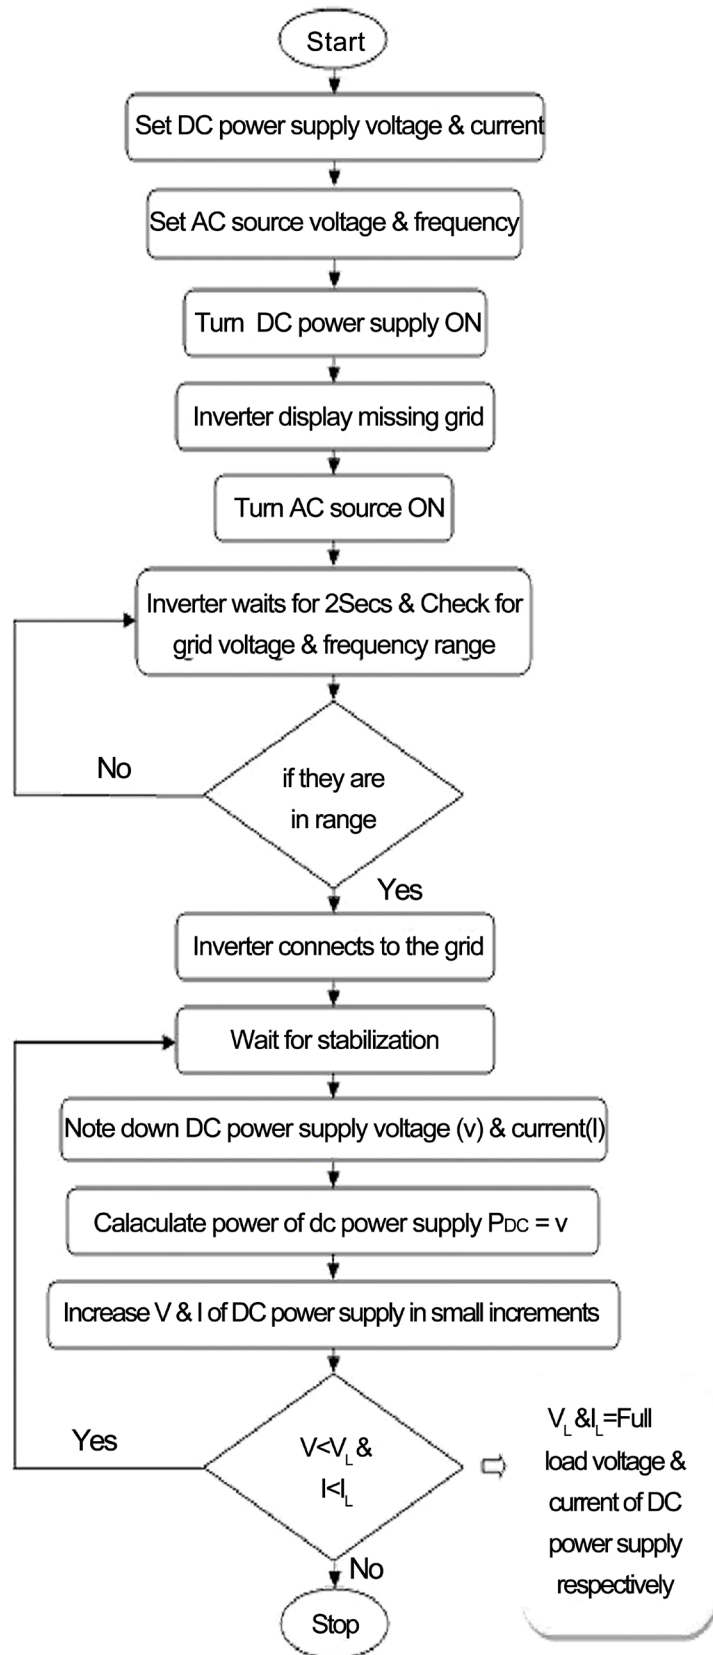 Start
Set DC power supply voltage & current
Set AC source voltage & frequency
Turn DC power supply ON
Inverter display missing grid
Turn AC source ON
Inverter waits for 2Secs & Check for
grid voltage & frequency range
No
if they are
in range
Yes
Inverter connects to the grid
Wait for stabilization
Note down DC power supply voltage (v) & current(I)
Calaculate power of dc power supply PDC = v
Increase V & I of DC power supply in small increments
Yes
V<VL &
I<IL
No
Stop
VL &IL=Full
load voltage &
current of DC
power supply
respectively